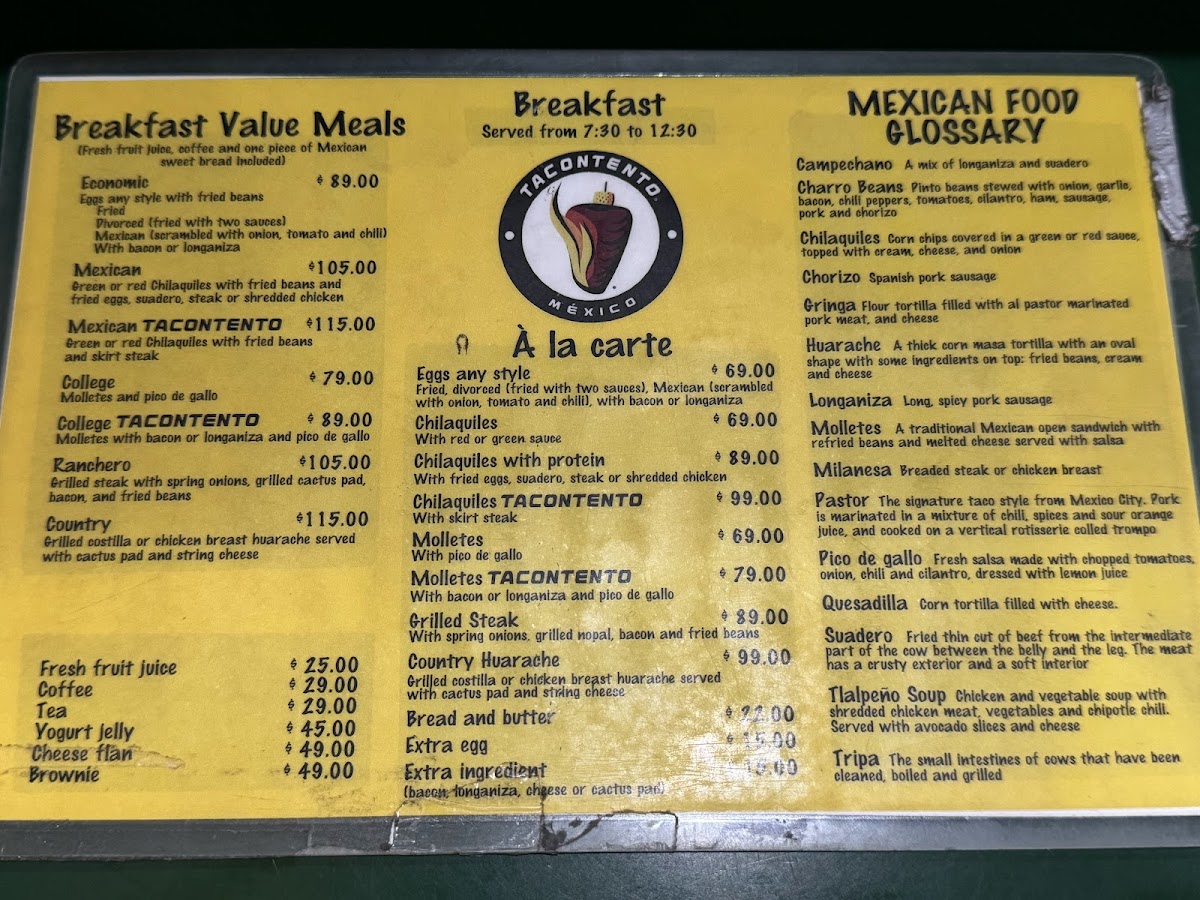 Breakfast Value Meals
(Fresh fruit juice, coffee and one piece of Mexican
sweet bread included)
Economic $ 89.00
Eggs any style with fried beans
Fried
Divorced (fried with two sauces)
Mexican (scrambled with onion, tomato and chili)
With bacon or longaniza
Mexican $105.00
Green or red Chilaquiles with fried beans and
fried eggs, suadero, steak or shredded chicken
Mexican TACONTENTO $115.00
Green or red Chilaquiles with fried beans
and skirt steak
College $ 79.00
Molletes and pico de gallo
College TACONTENTO $ 89.00
Molletes with bacon or longaniza and pico de gallo
Ranchero $105.00
Grilled steak with spring onions, grilled cactus pad,
bacon, and fried beans
Country $115.00
Grilled costilla or chicken breast huarache served
with cactus pad and string cheese
Fresh fruit juice $ 25.00
Coffee $ 29.00
Tea $ 29.00
Yogurt jelly $ 45.00
Cheese flan $ 49.00
Brownie $ 49.00
Breakfast
Served from 7:30 to 12:30
TACONTENTO
MÉXICO
À la carte
Eggs any style $ 69.00
Fried, divorced (fried with two sauces), Mexican (scrambled
with onion, tomato and chili), with bacon or longaniza
Chilaquiles $ 69.00
With red or green sauce
Chilaquiles with protein $ 89.00
With fried eggs, suadero, steak or shredded chicken
Chilaquiles TACONTENTO $ 99.00
With skirt steak
Molletes $ 69.00
With pico de gallo
Molletes TACONTENTO $ 79.00
With bacon or longaniza and pico de gallo
Grilled Steak $ 89.00
With spring onions, grilled nopal, bacon and fried beans
Country Huarache $ 99.00
Grilled costilla or chicken breast huarache served
with cactus pad and string cheese
Bread and butter $ 22.00
Extra egg $ 15.00
Extra ingredient 15.00
(bacon, longaniza, cheese or cactus pad)
MEXICAN FOOD
GLOSSARY
Campechano A mix of longaniza and suadero
Charro Beans Pinto beans stewed with onion, garlic,
bacon, chili peppers, tomatoes, cilantro, ham, sausage,
pork and chorizo
Chilaquiles Corn chips covered in a green or red sauce,
topped with cream, cheese, and onion
Chorizo Spanish pork sausage
Gringa Flour tortilla filled with al pastor marinated
pork meat, and cheese
Huarache A thick corn masa tortilla with an oval
shape with some ingredients on top: fried beans, cream
and cheese
Longaniza Long, spicy pork sausage
Molletes A traditional Mexican open sandwich with
refried beans and melted cheese served with salsa
Milanesa Breaded steak or chicken breast
Pastor The signature taco style from Mexico City. Pork
is marinated in a mixture of chili, spices and sour orange
juice, and cooked on a vertical rotisserie culled trompo
Pico de gallo Fresh salsa made with chopped tomatoes,
onion, chili and cilantro, dressed with lemon juice
Quesadilla Corn tortilla filled with cheese.
Suadero Fried thin cut of beef from the intermediate
part of the cow between the belly and the leg. The meat
has a crusty exterior and a soft interior
Tlalpeño Soup Chicken and vegetable soup with
shredded chicken meat, vegetables and chipotle chili.
Served with avocado slices and cheese
Tripa The small intestines of cows that have been
cleaned, boiled and grilled